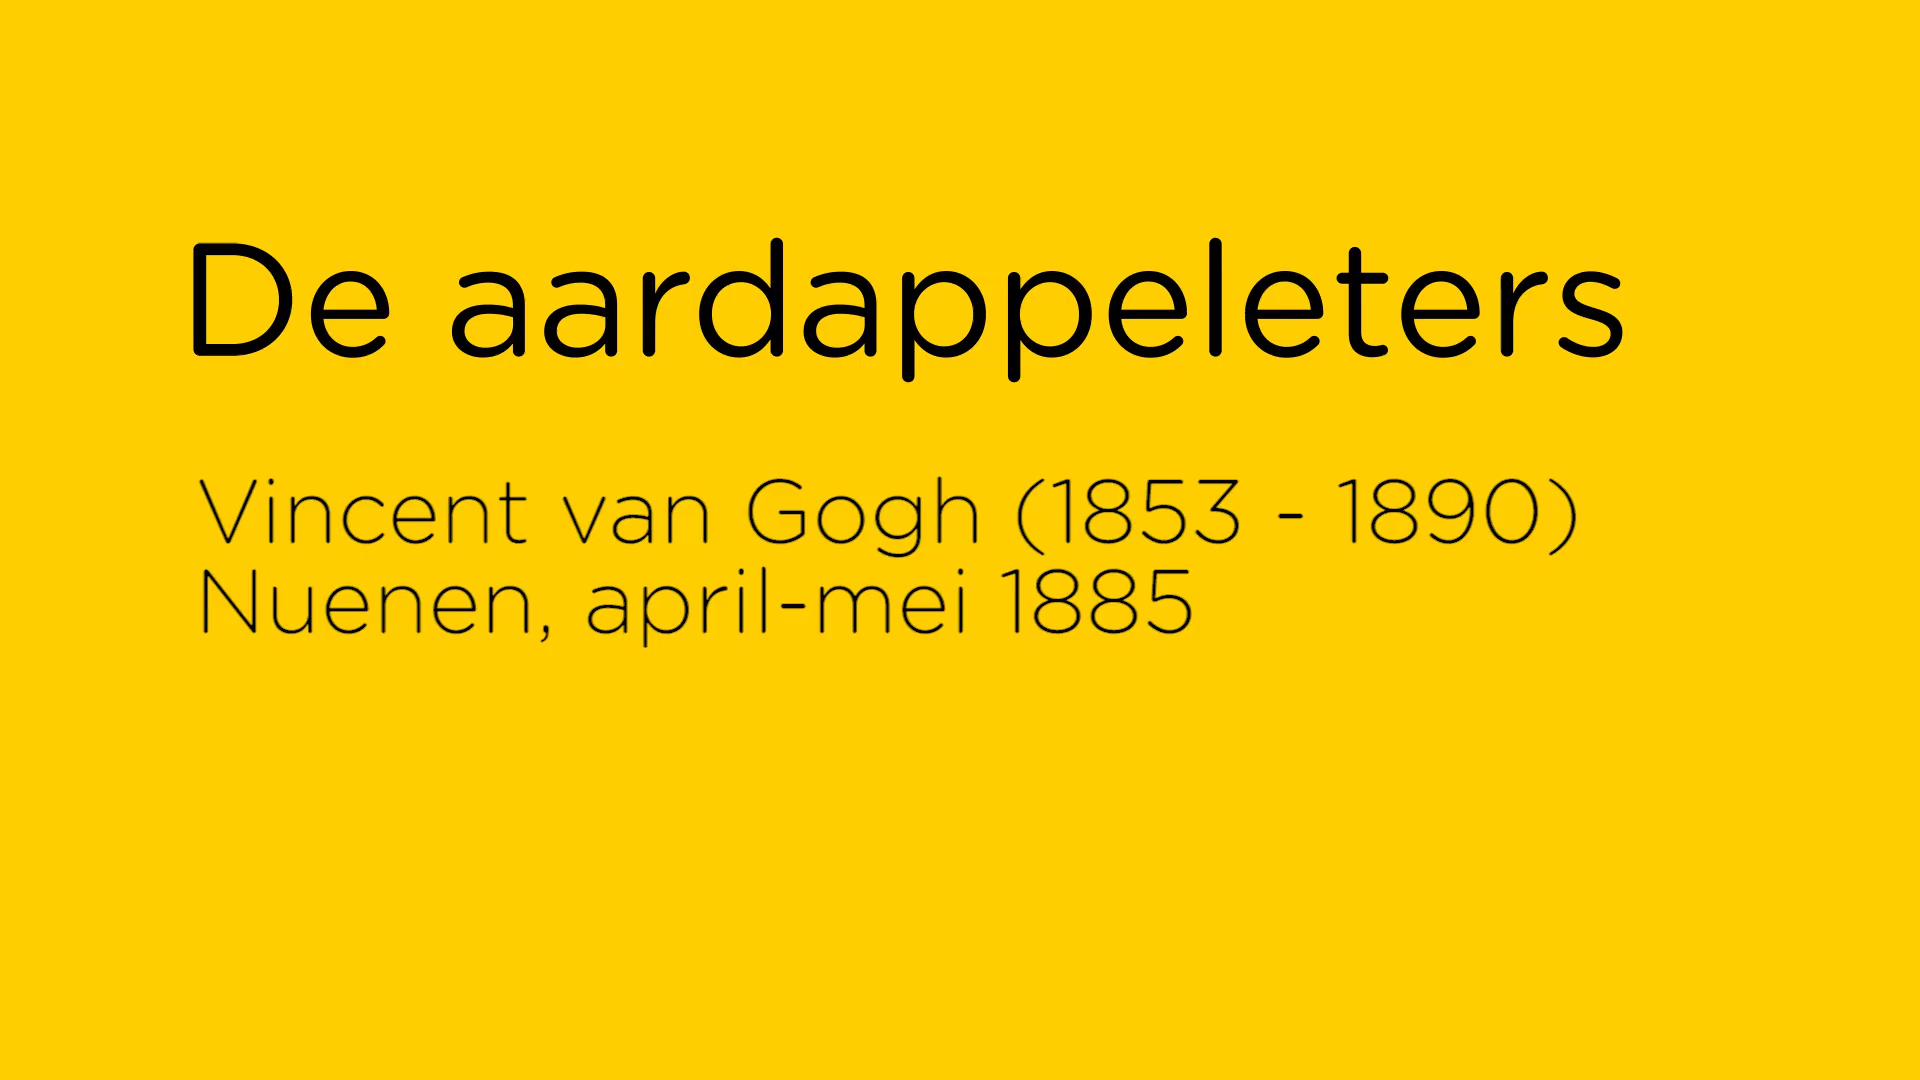 De aardappeleters
Vincent van Gogh (1853 - 1890)
Nuenen, april-mei 1885